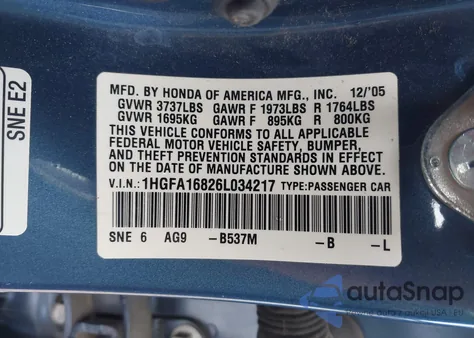 SNE E2
MFD. BY HONDA OF AMERICA MFG., INC. 12/'05
GVWR 3737LBS GAWR F 1973LBS R 1764LBS
GVWR 1695KG GAWR F 895KG R 800KG
THIS VEHICLE CONFORMS TO ALL APPLICABLE
FEDERAL MOTOR VEHICLE SAFETY, BUMPER,
AND THEFT PREVENTION STANDARDS IN EFFECT
ON THE DATE OF MANUFACTURE SHOWN ABOVE.
V.I.N.: 1HGFA16826L034217 TYPE:PASSENGER CAR
SNE 6 AG9 -B537M -B -L
autoSnap